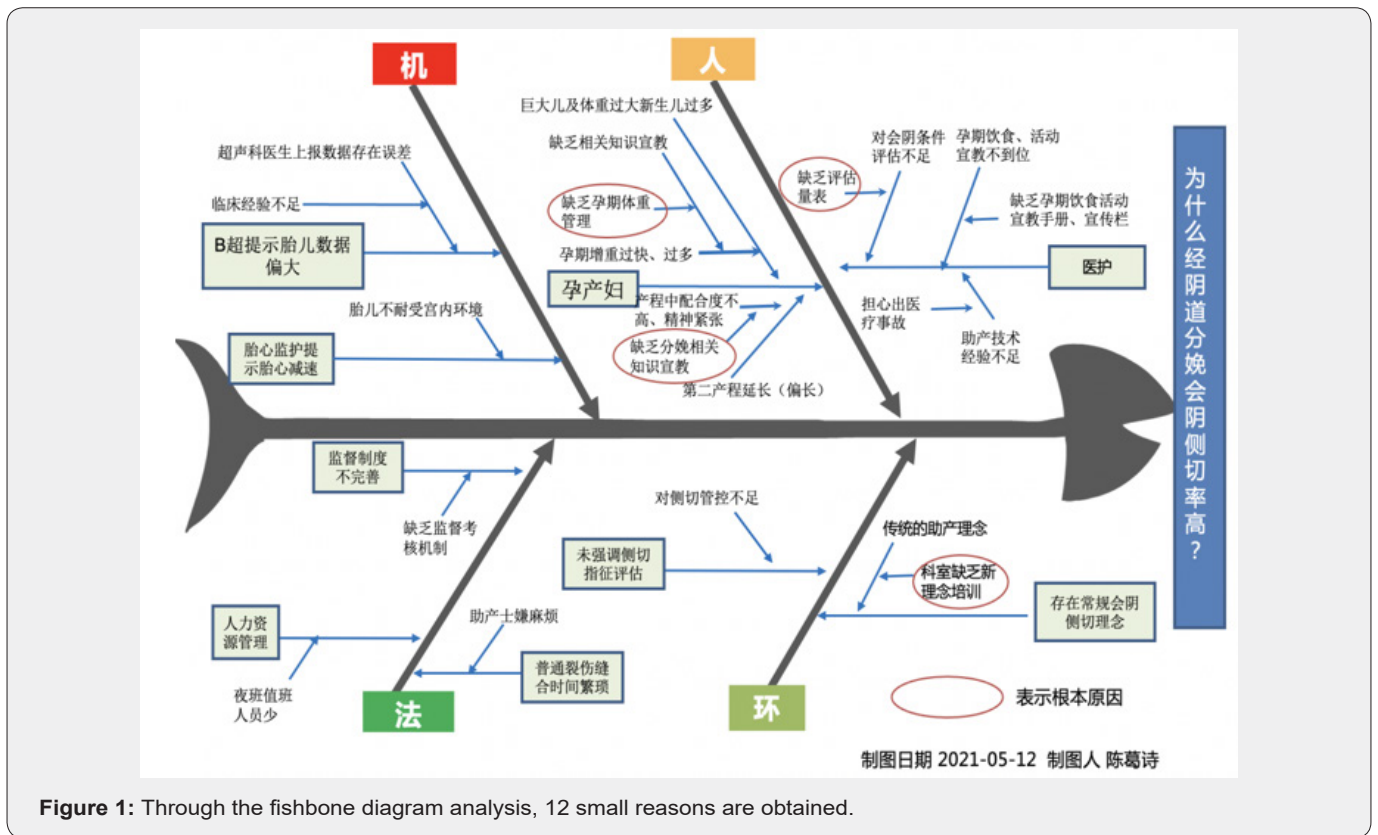 机
人
巨大儿及体重过大新生儿过多
缺乏相关知识宣教
对会阴条件
评估不足
孕期饮食、活动
宣教不到位
超声科医生上报数据存在误差
缺乏评估
量表
临床经验不足
缺乏孕期体重
管理
缺乏孕期饮食活动
宣教手册、宣传栏
B超提示胎儿数据
偏大
孕期增重过快、过多
医护
孕产妇
产程中配合度不
高、精神紧张
担心出医
疗事故
胎儿不耐受宫内环境
助产技术
经验不足
胎心监护提
示胎心减速
缺乏分娩相关
知识宣教
第二产程延长（偏长）
为什么经阴道分娩会阴侧切率高？
监督制度
不完善
对侧切管控不足
缺乏监督考
核机制
传统的助产理念
未强调侧切
指征评估
科室缺乏新
理念培训
存在常规会阴
侧切理念
人力资
源管理
助产士嫌麻烦
普通裂伤缝
合时间繁琐
夜班值班
人员少
法
环
表示根本原因
制图日期 2021-05-12 制图人 陈葛诗
Figure 1: Through the fishbone diagram analysis, 12 small reasons are obtained.